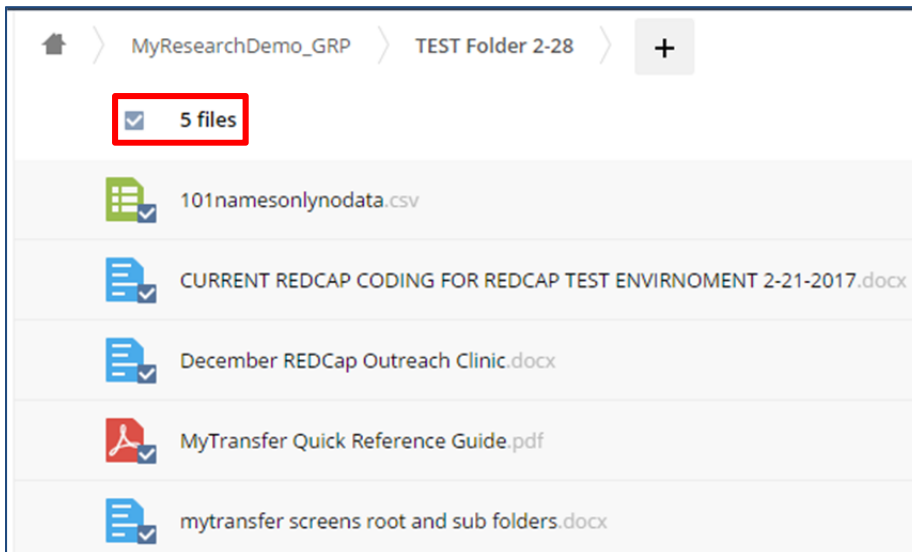 MyResearchDemo_GRP TEST Folder 2-28 +
5 files
101namesonlynodata.csv
CURRENT REDCAP CODING FOR REDCAP TEST ENVIRNOMENT 2-21-2017.docx
December REDCap Outreach Clinic.docx
MyTransfer Quick Reference Guide.pdf
mytransfer screens root and sub folders.docx